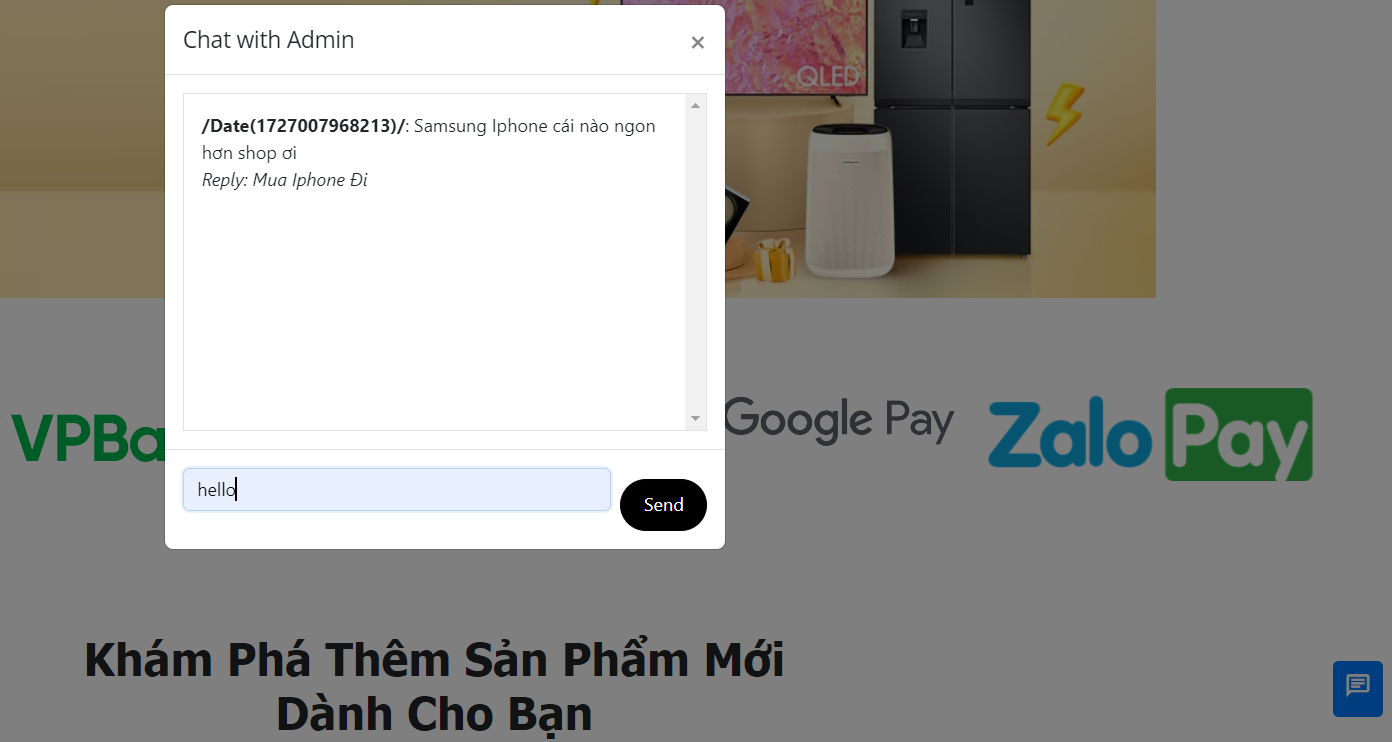 Chat with Admin
×
QLED
/Date(1727007968213)/: Samsung Iphone cái nào ngon
hơn shop ơi
Reply: Mua Iphone Đi
VPBa
Google Pay
Zalo Pay
hello
Send
Khám Phá Thêm Sản Phẩm Mới
Dành Cho Bạn